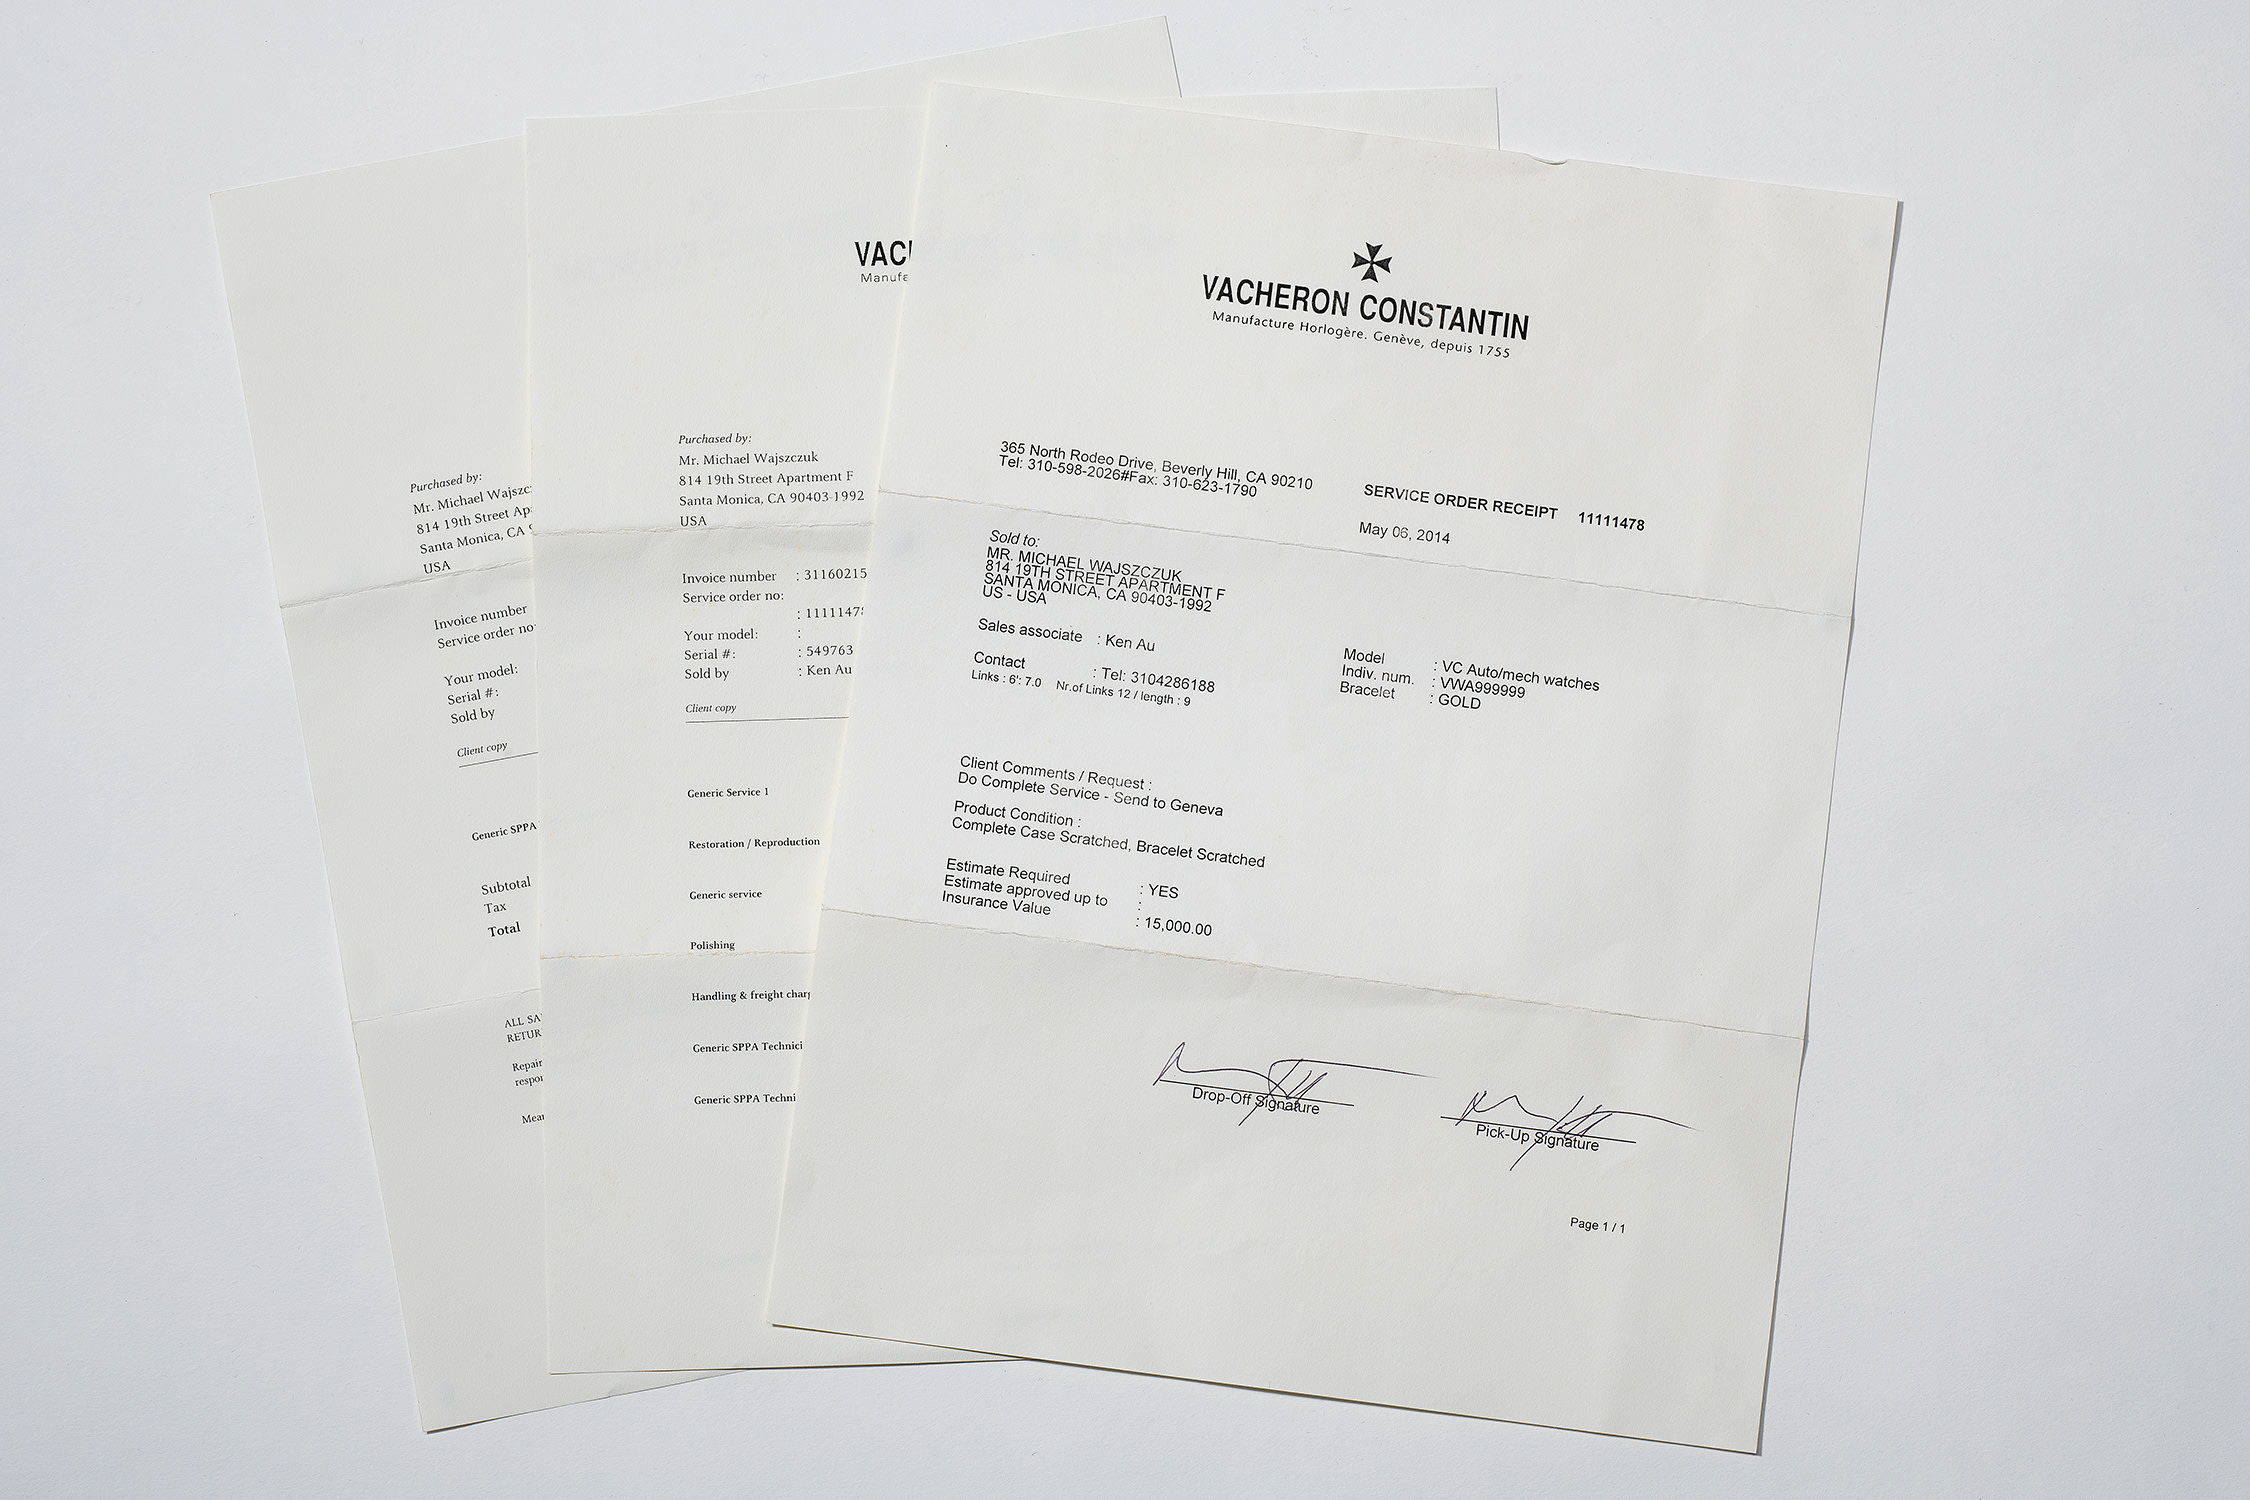 Purchased by:
Mr. Michael Wajszc
814 19th Street Ap
Santa Monica, CA
USA
Invoice number
Service order no
Your model:
Serial #:
Sold by
Client copy
Generic SPPA
Subtotal
Tax
Total
ALL SA
RETUR
Repair
respon
Mean
VAC
Manufa
Purchased by:
Mr. Michael Wajszczuk
814 19th Street Apartment F
Santa Monica, CA 90403-1992
USA
Invoice number : 31160215
Service order no:
: 1111147
Your model: :
Serial #: : 549763
Sold by : Ken Au
Client copy
Generic Service 1
Restoration / Reproduction
Generic service
Polishing
Handling & freight charg
Generic SPPA Technici
Generic SPPA Techni
VACHERON CONSTANTIN
Manufacture Horlogère. Genève, depuis 1755
365 North Rodeo Drive, Beverly Hill, CA 90210
Tel: 310-598-2026#Fax: 310-623-1790
SERVICE ORDER RECEIPT 11111478
May 06, 2014
Sold to:
MR. MICHAEL WAJSZCZUK
814 19TH STREET APARTMENT F
SANTA MONICA, CA 90403-1992
US - USA
Sales associate : Ken Au
Contact : Tel: 3104286188
Links : 6': 7.0 Nr.of Links 12 / length : 9
Model : VC Auto/mech watches
Indiv. num. : VWA999999
Bracelet : GOLD
Client Comments / Request :
Do Complete Service - Send to Geneva
Product Condition :
Complete Case Scratched, Bracelet Scratched
Estimate Required : YES
Estimate approved up to :
Insurance Value : 15,000.00
Drop-Off Signature
Pick-Up Signature
Page 1 / 1